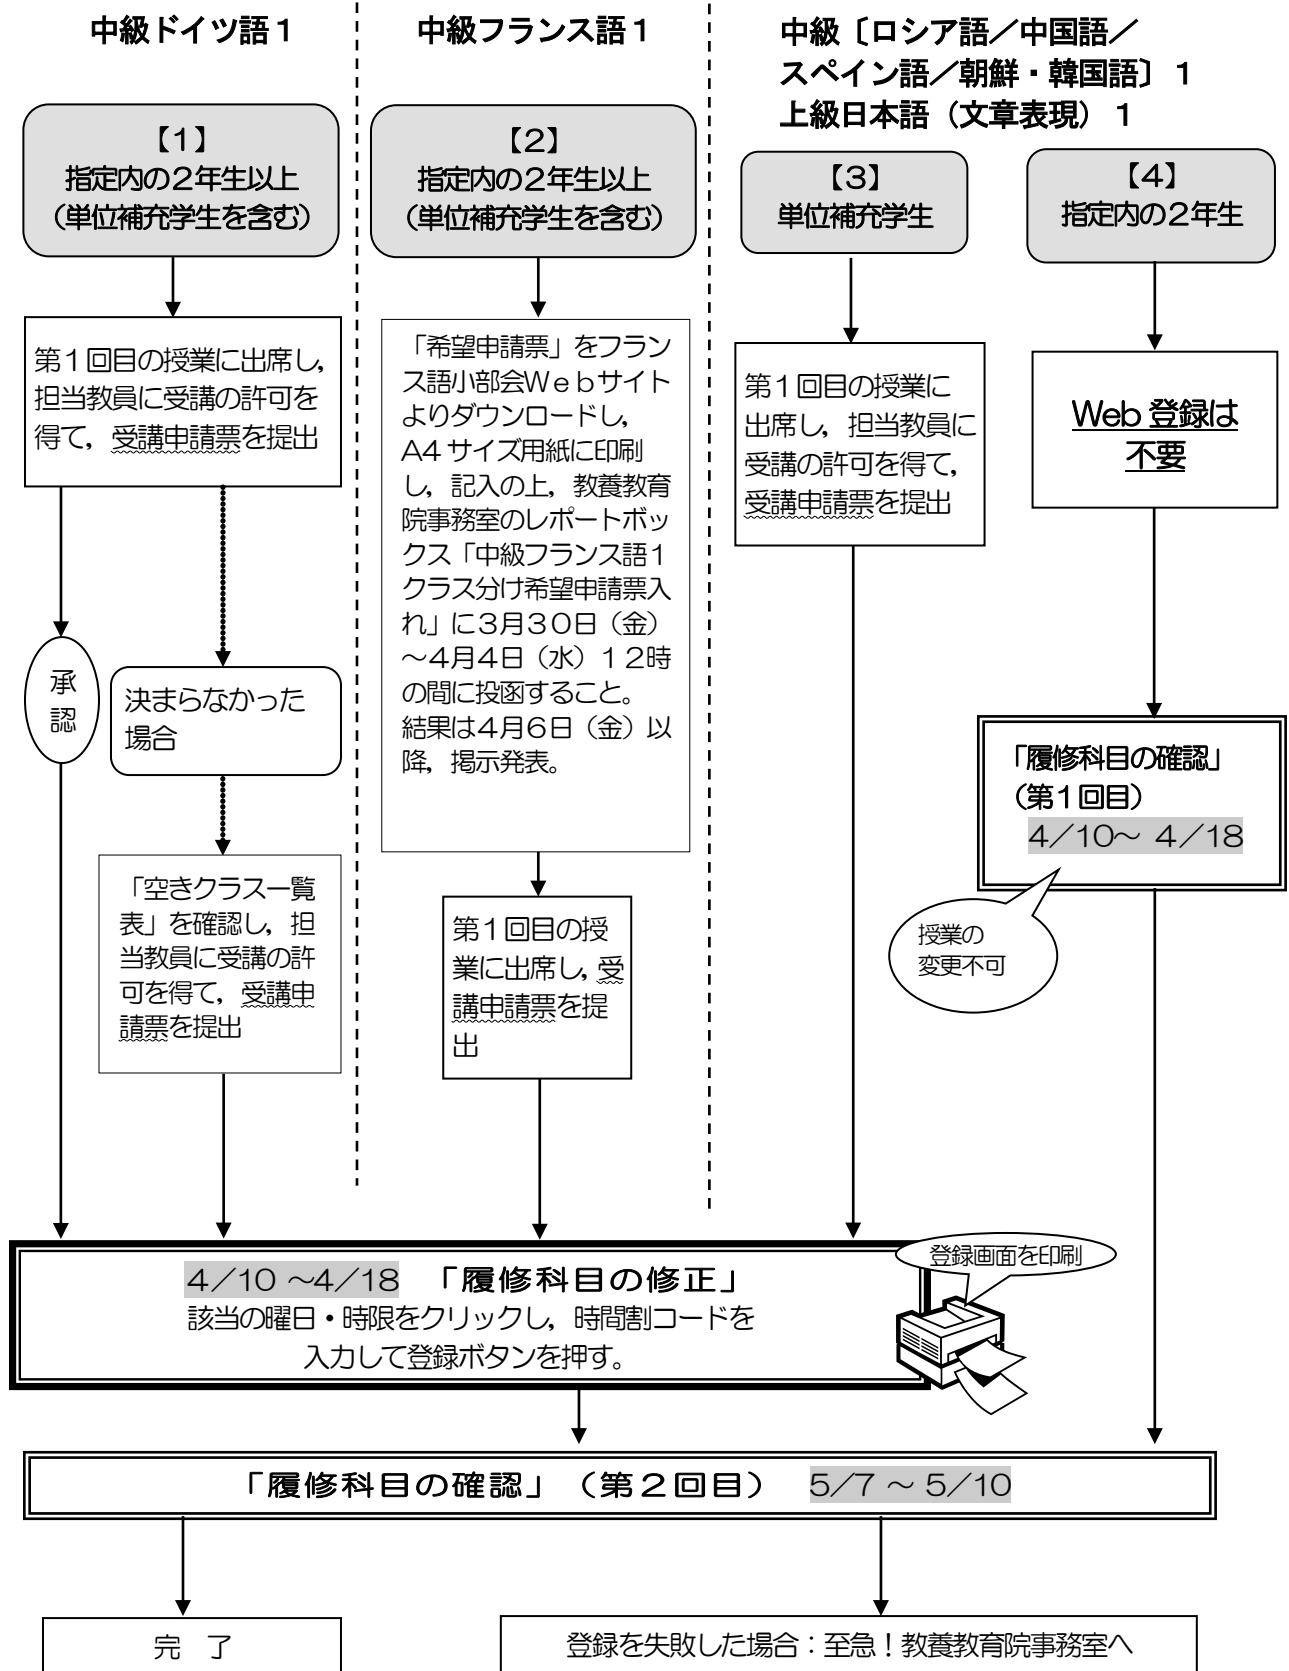 中級ドイツ語１
中級フランス語１
中級〔ロシア語／中国語／
スペイン語／朝鮮・韓国語〕１
上級日本語（文章表現）１
【１】
指定内の２年生以上
（単位補充学生を含む）
【２】
指定内の２年生以上
（単位補充学生を含む）
【３】
単位補充学生
【４】
指定内の２年生
第１回目の授業に出席し，
担当教員に受講の許可を
得て，受講申請票を提出
「希望申請票」をフラン
ス語小部会Ｗｅｂサイト
よりダウンロードし，
A4 サイズ用紙に印刷
し，記入の上，教養教育
院事務室のレポートボッ
クス「中級フランス語１
クラス分け希望申請票入
れ」に３月３０日（金）
～４月４日（水）１２時
の間に投函すること。
結果は４月６日（金）以
降，掲示発表。
第１回目の授業に
出席し，担当教員に
受講の許可を得て，
受講申請票を提出
Web 登録は
不要
承
認
決まらなかった
場合
「履修科目の確認」
（第１回目）
4／10～ 4／18
授業の
変更不可
「空きクラス一覧
表」を確認し，担
当教員に受講の許
可を得て，受講申
請票を提出
第１回目の授
業に出席し，受
講申請票を提
出
4／10 ～4／18 「履修科目の修正」
該当の曜日・時限をクリックし，時間割コードを
入力して登録ボタンを押す。
登録画面を印刷
「履修科目の確認」（第２回目） 5／7 ～ 5／10
完 了
登録を失敗した場合：至急！教養教育院事務室へ